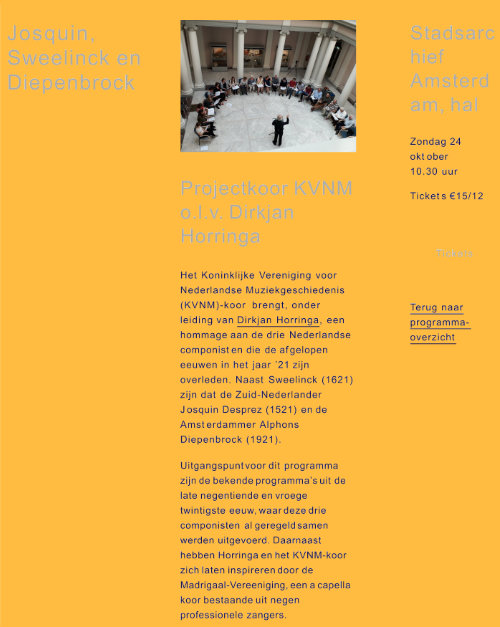 Josquin,
Sweelinck en
Diepenbrock
Projectkoor KVNM
o.l.v. Dirkjan
Horringa
Het Koninklijke Vereniging voor
Nederlandse Muziekgeschiedenis
(KVNM)-koor brengt, onder
leiding van Dirkjan Horringa, een
hommage aan de drie Nederlandse
componisten die de afgelopen
eeuwen in het jaar '21 zijn
overleden. Naast Sweelinck (1621)
zijn dat de Zuid-Nederlander
Josquin Desprez (1521) en de
Amsterdammer Alphons
Diepenbrock (1921).
Uitgangspunt voor dit programma
zijn de bekende programma's uit de
late negentiende en vroege
twintigste eeuw, waar deze drie
componisten al geregeld samen
werden uitgevoerd. Daarnaast
hebben Horringa en het KVNM-koor
zich laten inspireren door de
Madrigaal-Vereeniging, een a capella
koor bestaande uit negen
professionele zangers.
Stadsarc
hief
Amsterd
am, hal
Zondag 24
oktober
10.30 uur
Tickets €15/12
Tickets
Terug naar
programma-
overzicht